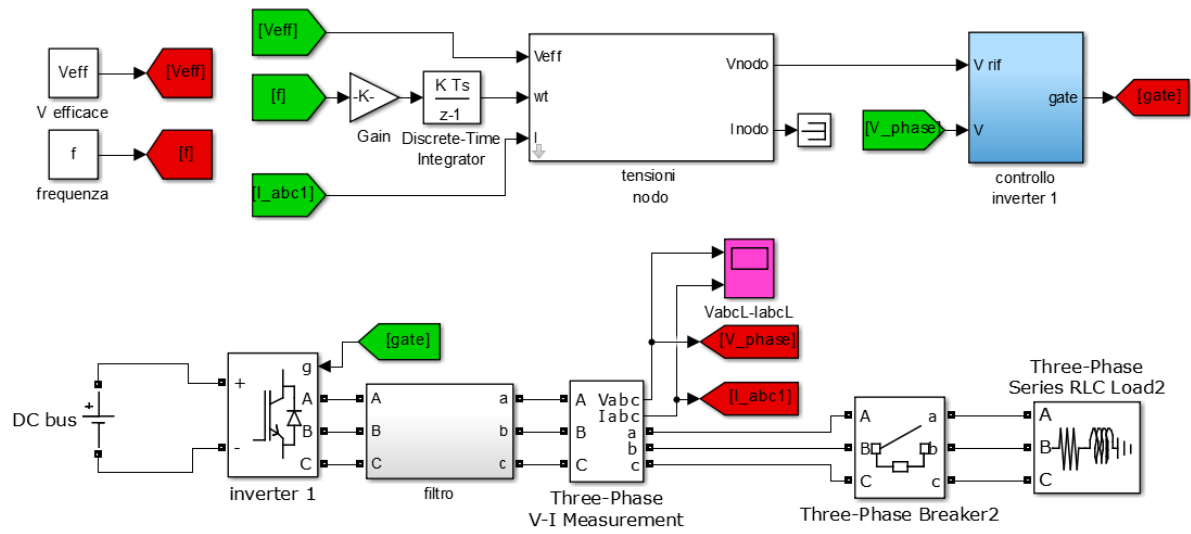 [Veff]
Veff
[Veff]
V efficace
f
[f]
frequenza
[f]
-K-
Gain
K Ts
z-1
Discrete-Time
Integrator
[I_abc1]
Veff
wt
I
Vnodo
Inodo
tensioni
nodo
[V_phase]
V rif
V
gate
controllo
inverter 1
[gate]
VabcL-IabcL
[V_phase]
[I_abc1]
[gate]
DC bus
+
+
-
g
A
B
C
inverter 1
A
B
C
a
b
c
filtro
A
B
C
Vabc
Iabc
a
b
c
Three-Phase
V-I Measurement
A
B
C
a
b
c
Three-Phase Breaker2
Three-Phase
Series RLC Load2
A
B
C